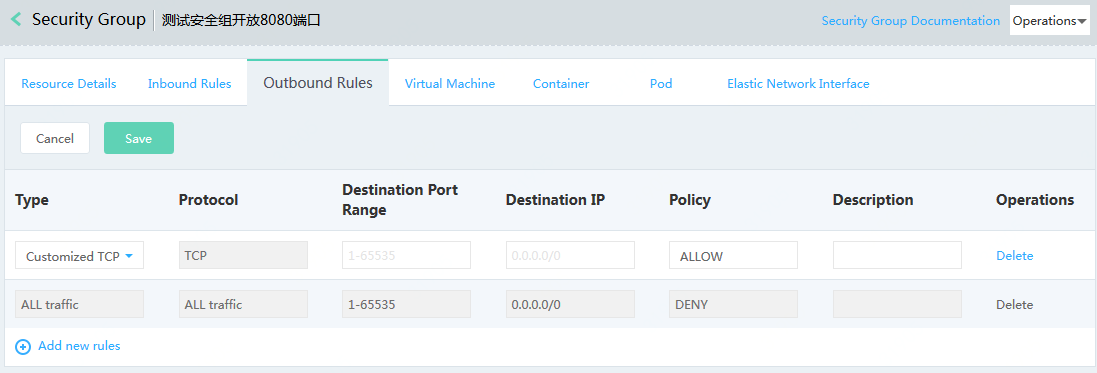 Security Group 测试安全组开放8080端口 Security Group Documentation Operations
Resource Details Inbound Rules Outbound Rules Virtual Machine Container Pod Elastic Network Interface
Cancel Save
Type Protocol Destination Port Range Destination IP Policy Description Operations
Customized TCP TCP 1-65535 0.0.0.0/0 ALLOW Delete
ALL traffic ALL traffic 1-65535 0.0.0.0/0 DENY Delete
Add new rules